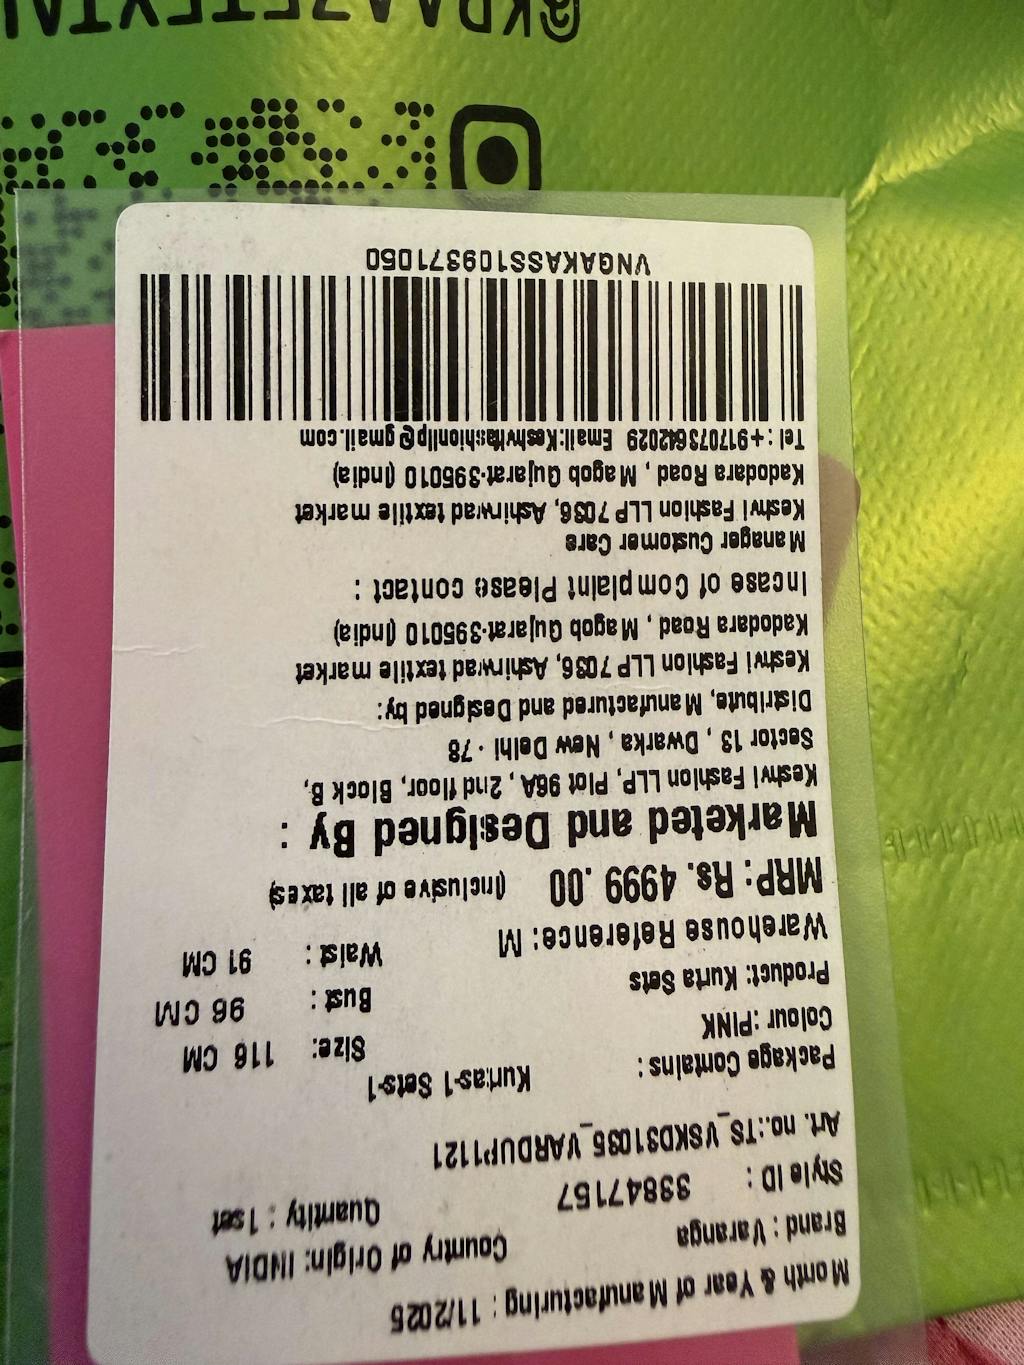 Month & Year of Manufacturing : 11/2025
Brand : Varanga Country of Origin: INDIA
Style ID : 33847157 Quantity : 1set
Art. no.:TS_VSKD31035_VARDUP1121
Package Contains : Kurtas-1 Sets-1
Colour :PINK Size: 116 CM
Product: Kurta Sets Bust : 96 CM
Warehouse Reference: M Waist : 91 CM
MRP: Rs. 4999 .00 (Inclusive of all taxes)
Marketed and Designed By :
Keshvi Fashion LLP, Plot 96A , 2nd floor, Block B,
Sector 13 , Dwarka , New Delhi - 78
Distribute, Manufactured and Designed by:
Keshvi Fashion LLP 7036, Ashirwad textile market
Kadodara Road , Magob Gujarat-395010 (India)
Incase of Complaint Please contact :
Manager Customer Care
Keshvi Fashion LLP 7036, Ashirwad textile market
Kadodara Road , Magob Gujarat-395010 (India)
Tel : +917073642029 Email:Keshvifashionllp@gmail.com
VNGAKASS109371050